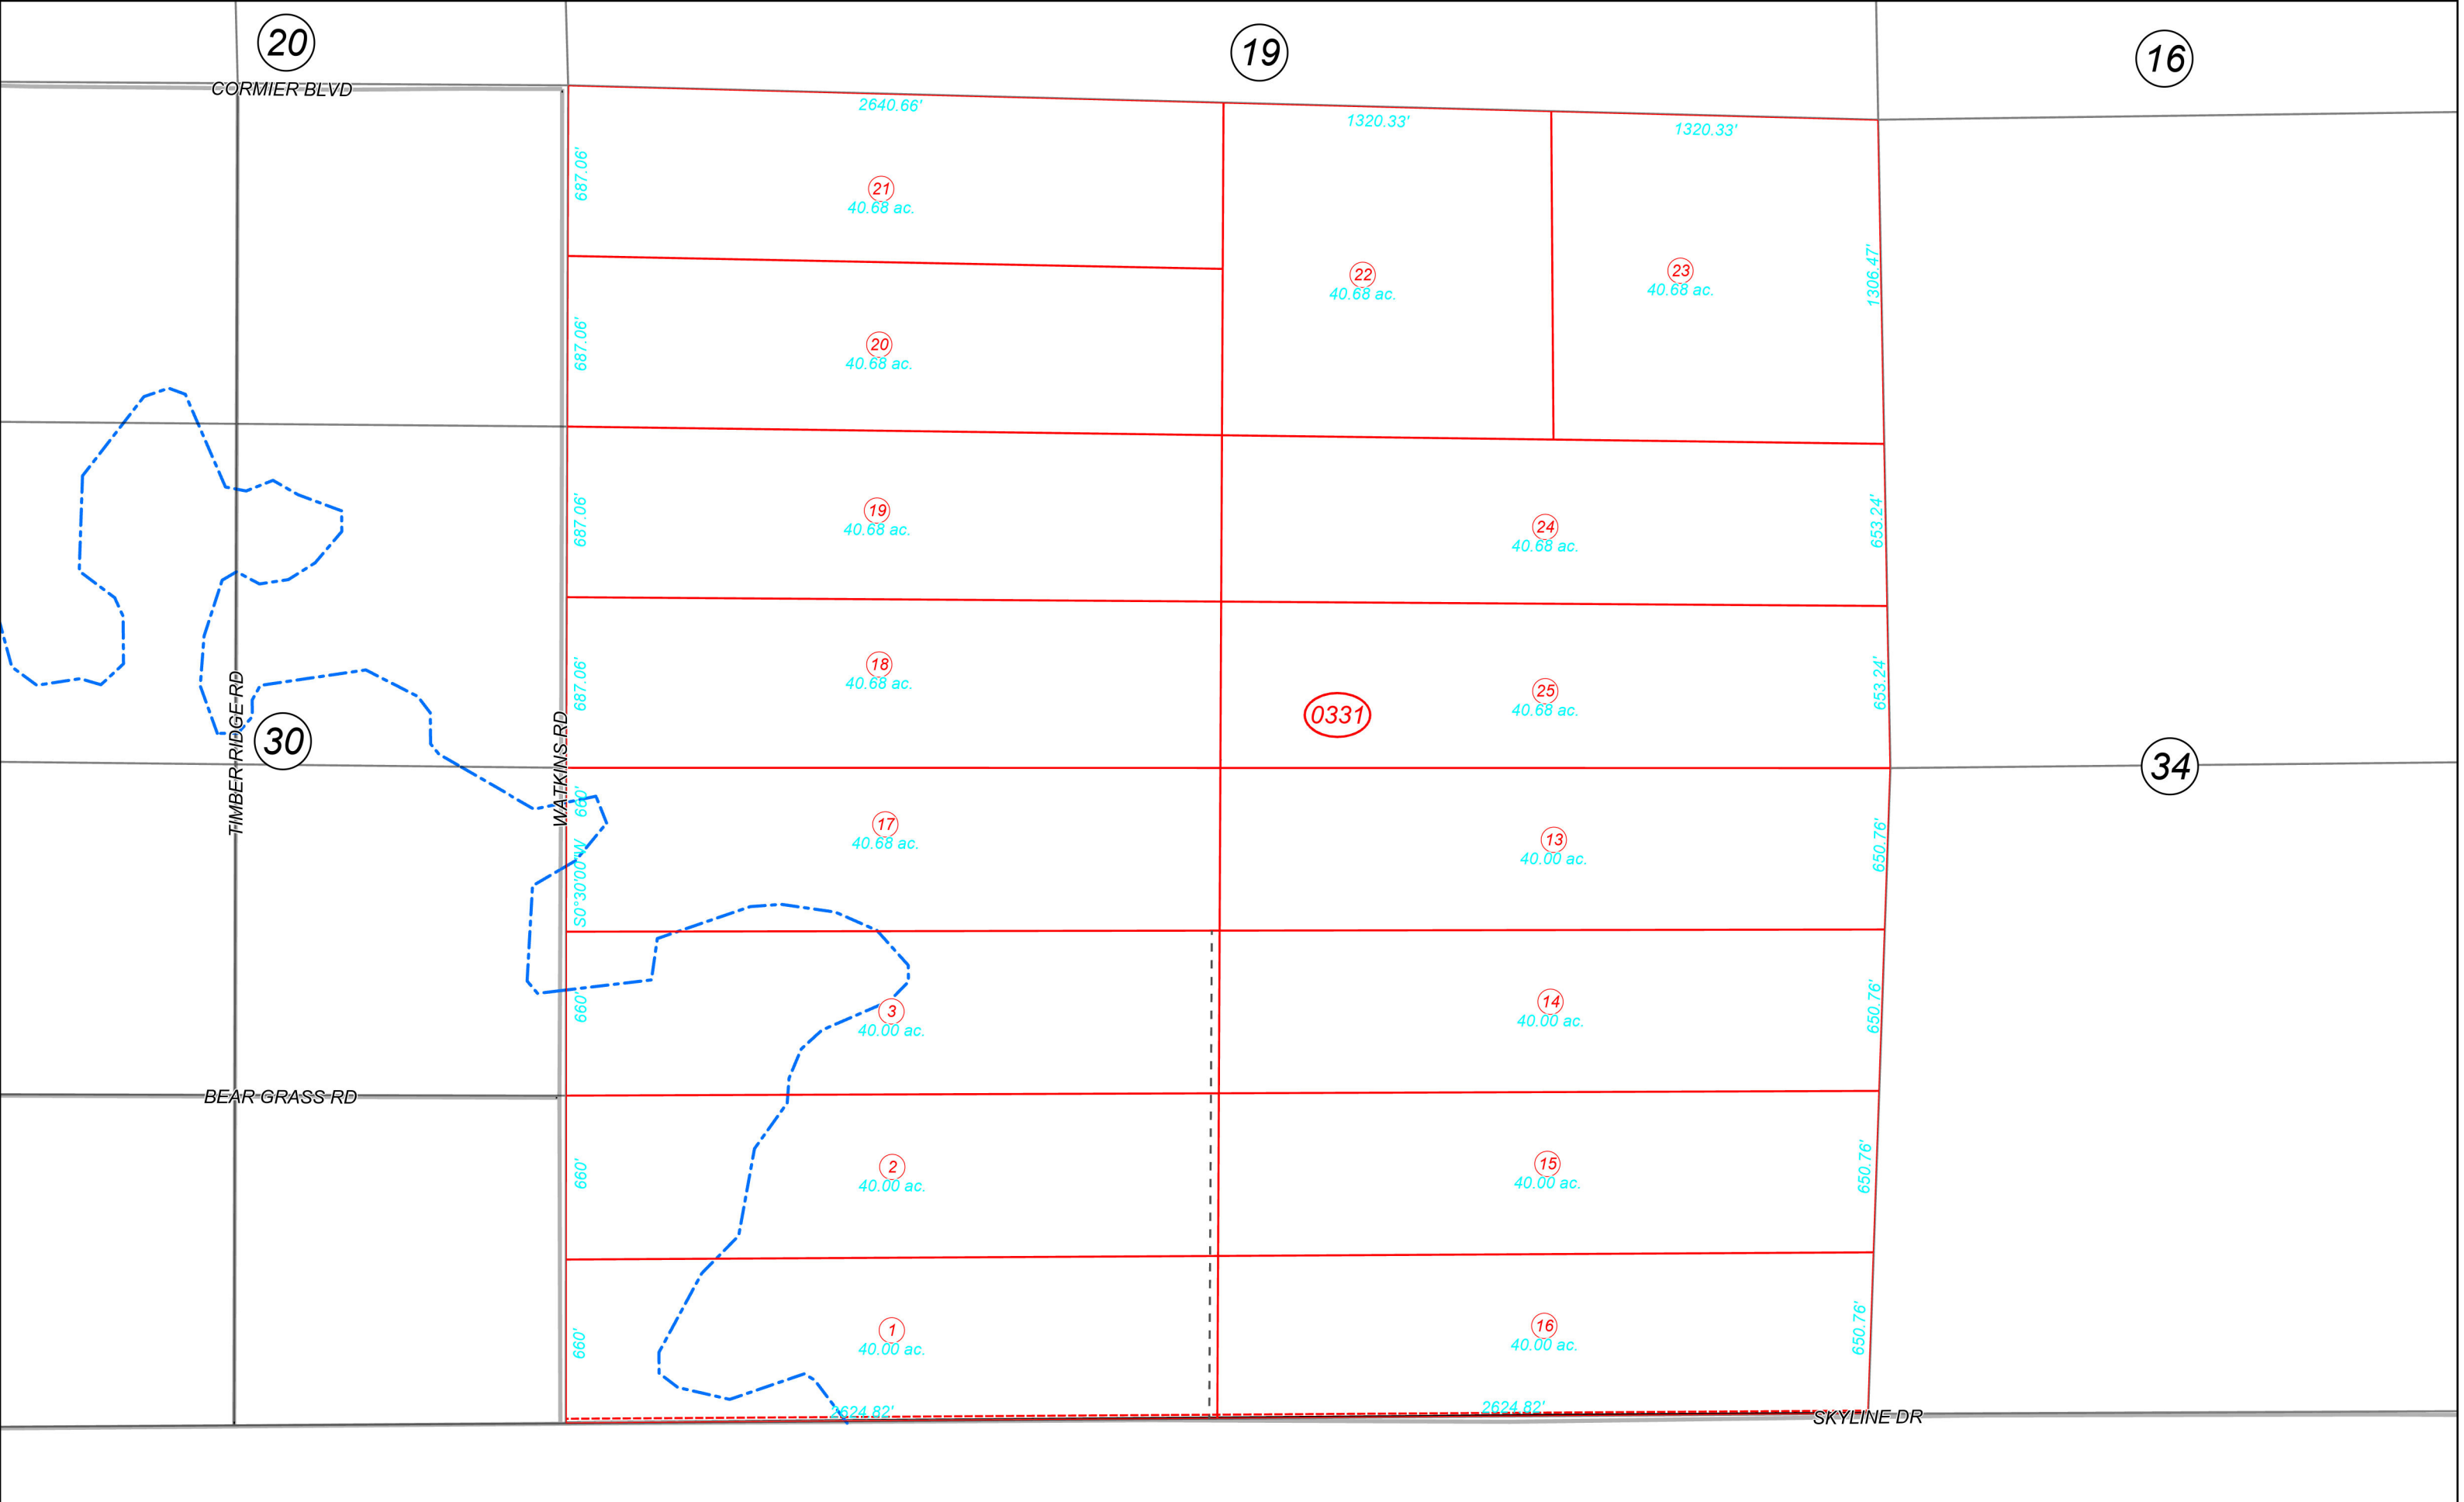 20
19
16
CORMIER BLVD
2640.66'
1320.33'
1320.33'
687.06'
21
40.68 ac.
22
40.68 ac.
23
40.68 ac.
1306.47'
687.06'
20
40.68 ac.
687.06'
19
40.68 ac.
24
40.68 ac.
653.24'
687.06'
18
40.68 ac.
25
40.68 ac.
653.24'
0331
TIMBER RIDGE RD
30
WATKINS RD
34
660'
S0°30'00"W
17
40.68 ac.
13
40.00 ac.
650.76'
660'
3
40.00 ac.
14
40.00 ac.
650.76'
BEAR GRASS RD
660'
2
40.00 ac.
15
40.00 ac.
650.76'
660'
1
40.00 ac.
16
40.00 ac.
650.76'
2624.82'
2624.82'
SKYLINE DR